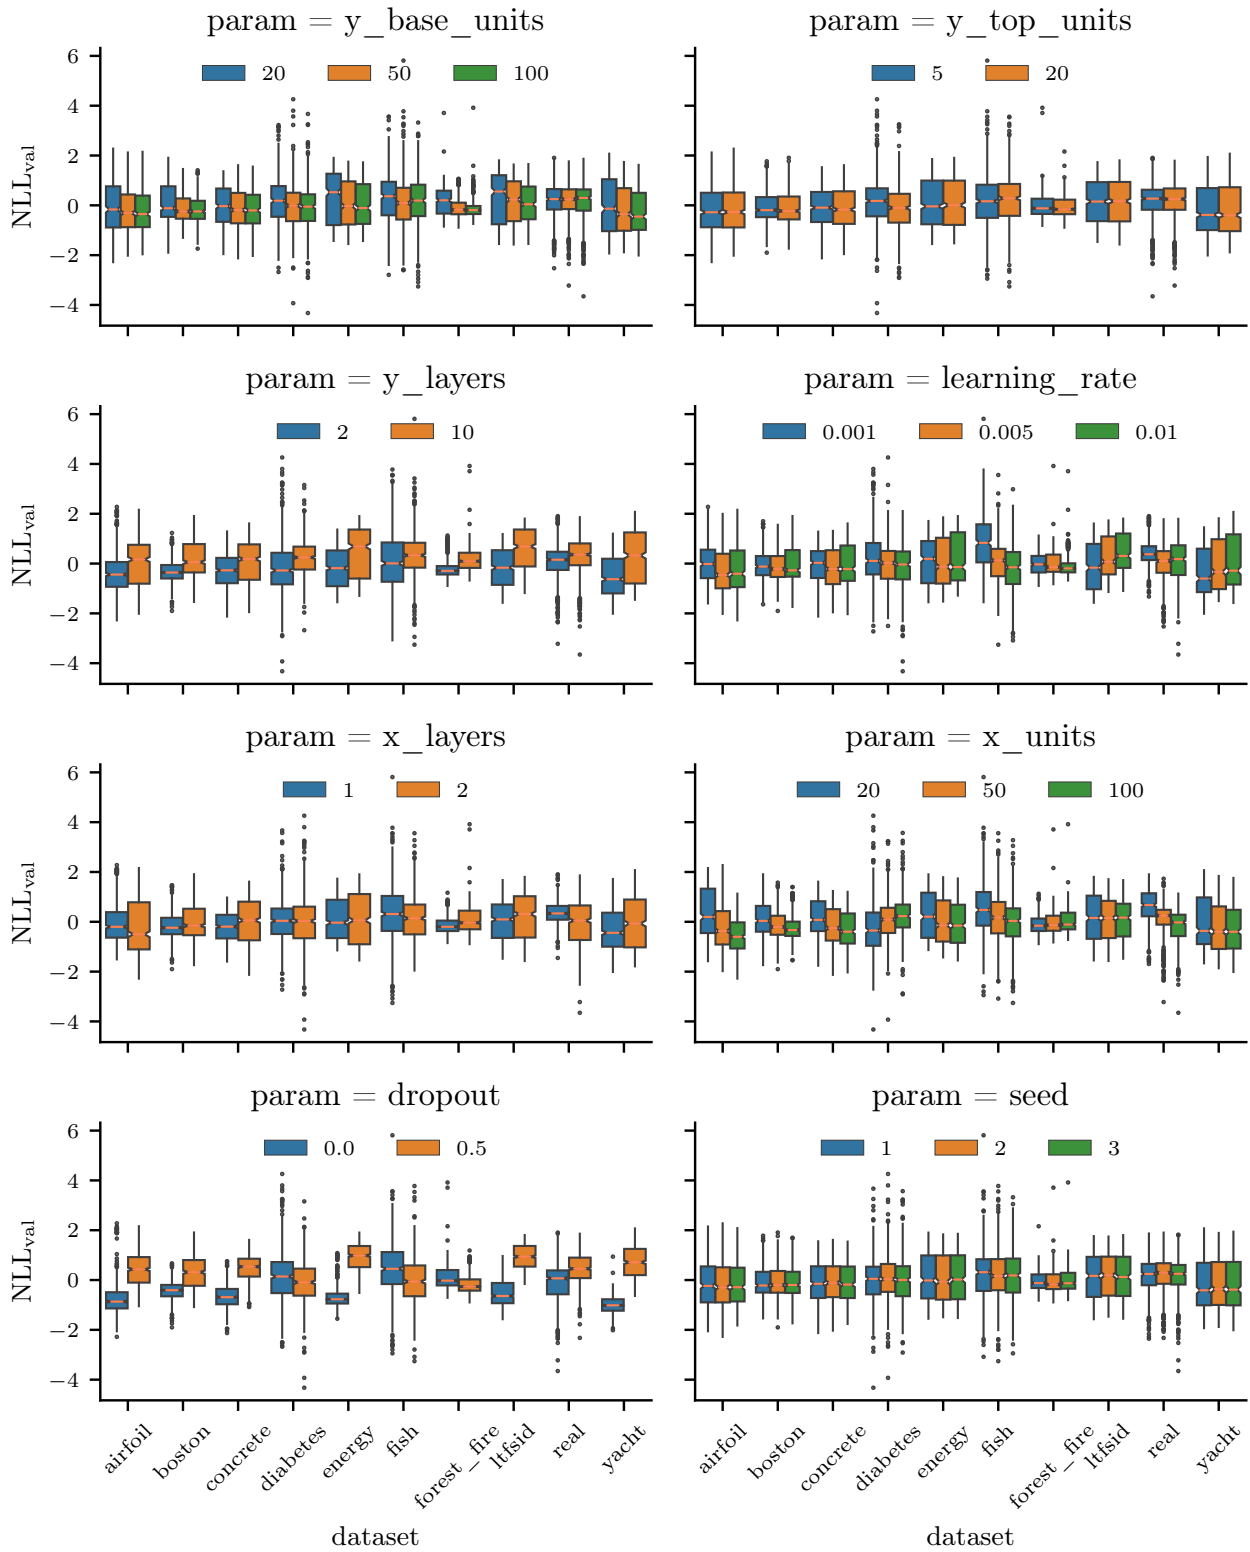 param = y_base_units
param = y_top_units
20 50 100
5 20
NLLval
6
4
2
0
−2
−4
param = y_layers
param = learning_rate
2 10
0.001 0.005 0.01
NLLval
6
4
2
0
−2
−4
param = x_layers
param = x_units
1 2
20 50 100
NLLval
6
4
2
0
−2
−4
param = dropout
param = seed
0.0 0.5
1 2 3
NLLval
6
4
2
0
−2
−4
airfoil boston concrete diabetes energy fish forest_fire ltfsid real yacht
airfoil boston concrete diabetes energy fish forest_fire ltfsid real yacht
dataset
dataset